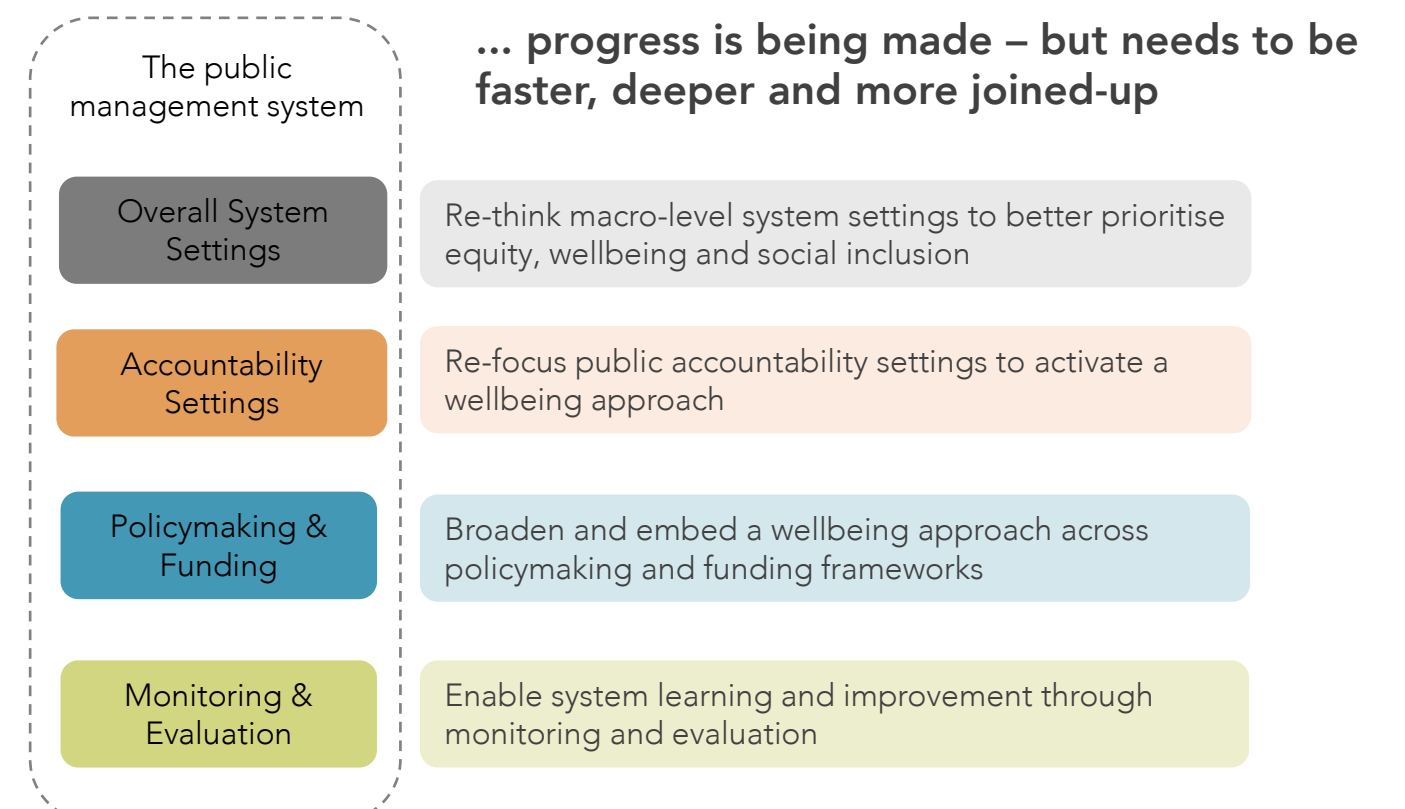 The public
management system
... progress is being made – but needs to be
faster, deeper and more joined-up
Overall System
Settings
Re-think macro-level system settings to better prioritise
equity, wellbeing and social inclusion
Accountability
Settings
Re-focus public accountability settings to activate a
wellbeing approach
Policymaking &
Funding
Broaden and embed a wellbeing approach across
policymaking and funding frameworks
Monitoring &
Evaluation
Enable system learning and improvement through
monitoring and evaluation